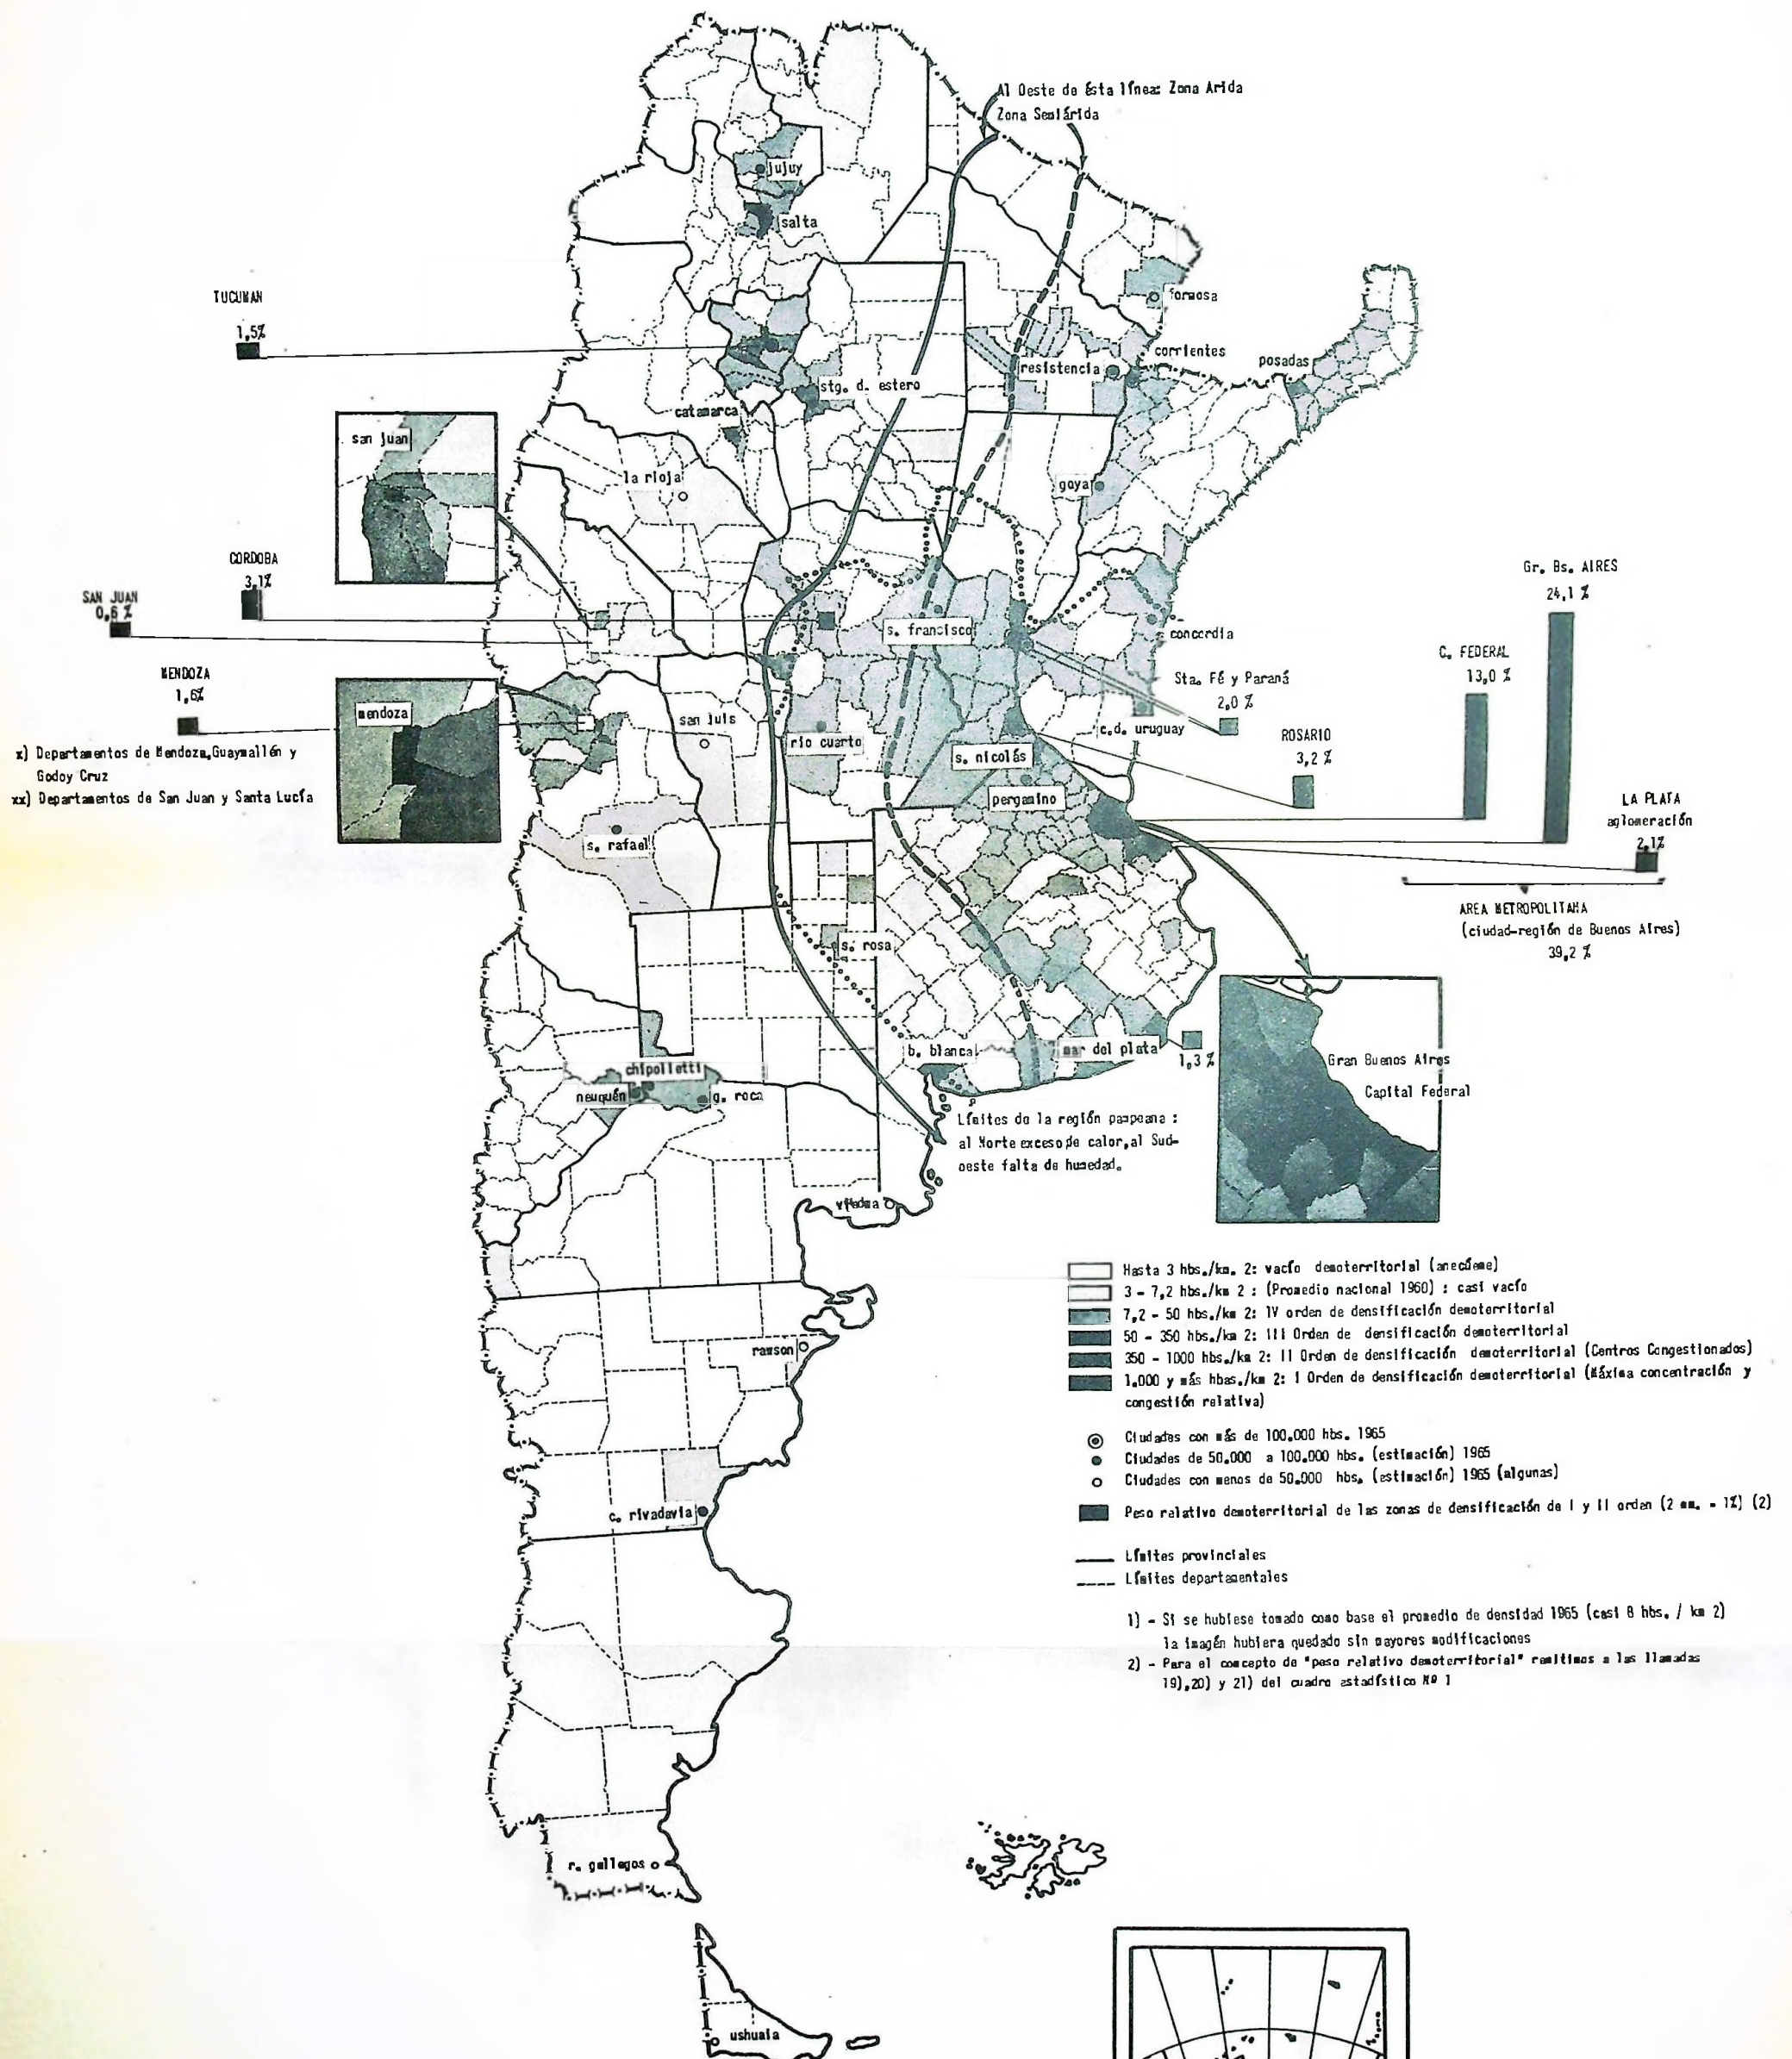 Al Oeste de ésta línea: Zona Arida
Zona Semiárida
jujuy
salta
TUCUMAN
1,5%
formosa
corrientes
resistencia
posadas
stg. d. estero
catamarca
san juan
la rioja
goya
CORDOBA
3,1%
SAN JUAN
0,6 %
Gr. Bs. AIRES
24,1 %
s. francisco
concordia
C. FEDERAL
13,0 %
MENDOZA
1,6%
Sta. Fé y Paraná
2,0 %
mendoza
san luis
rio cuarto
c.d. uruguay
ROSARIO
3,2 %
x) Departamentos de Mendoza,Guaymallén y
Godoy Cruz
xx) Departamentos de San Juan y Santa Lucía
s. nicolás
pergamino
LA PLATA
aglomeración
2,1%
s. rafael
AREA METROPOLITANA
(ciudad-región de Buenos Aires)
39,2 %
s. rosa
b. blanca
mar del plata
1,3 %
Gran Buenos Aires
Capital Federal
chipolletti
neuquén
g. roca
Límites de la región pampeana :
al Norte exceso de calor,al Sud-
oeste falta de humedad.
viedma
Hasta 3 hbs./km. 2: vacío demoterritorial (anecúmene)
3 - 7,2 hbs./km 2 : (Promedio nacional 1960) : casi vacío
7,2 - 50 hbs./km 2: IV orden de densificación demoterritorial
50 - 350 hbs./km 2: III Orden de densificación demoterritorial
350 - 1000 hbs./km 2: II Orden de densificación demoterritorial (Centros Congestionados)
1.000 y más hbas./km 2: I Orden de densificación demoterritorial (Máxima concentración y
congestión relativa)
rawson
Ciudades con más de 100.000 hbs. 1965
Ciudades de 50.000 a 100.000 hbs. (estimación) 1965
Ciudades con menos de 50.000 hbs. (estimación) 1965 (algunas)
Peso relativo demoterritorial de las zonas de densificación de I y II orden (2 mm. = 1%) (2)
c. rivadavia
Límites provinciales
Límites departamentales
1) - Si se hubiese tomado como base el promedio de densidad 1965 (casi 8 hbs. / km 2)
la imagén hubiera quedado sin mayores modificaciones
2) - Para el concepto de "peso relativo demoterritorial" remitimos a las llamadas
19),20) y 21) del cuadro estadístico Nº 1
r. gallegos
ushuaia